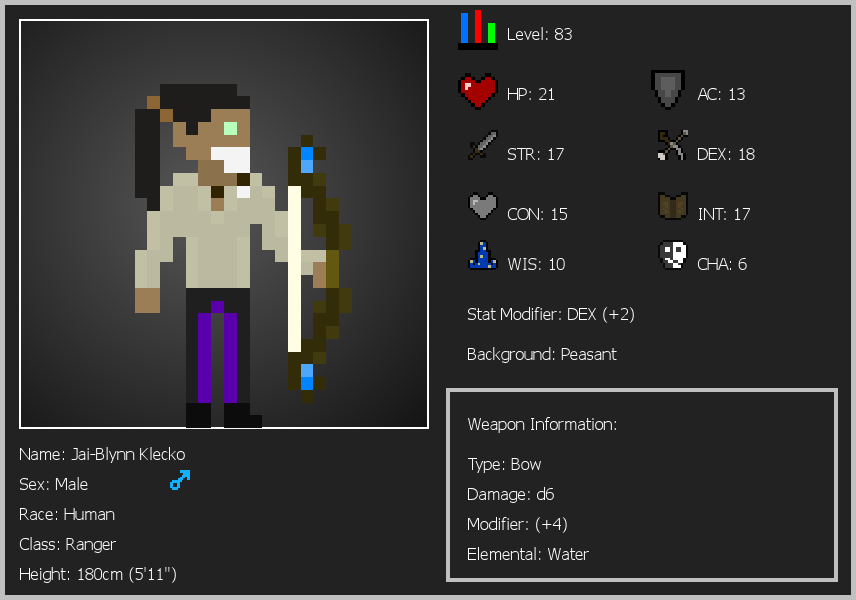 Level: 83
HP: 21
AC: 13
STR: 17
DEX: 18
CON: 15
INT: 17
WIS: 10
CHA: 6
Stat Modifier: DEX (+2)
Background: Peasant
Weapon Information:
Type: Bow
Damage: d6
Modifier: (+4)
Elemental: Water
Name: Jai-Blynn Klecko
Sex: Male
Race: Human
Class: Ranger
Height: 180cm (5'11")